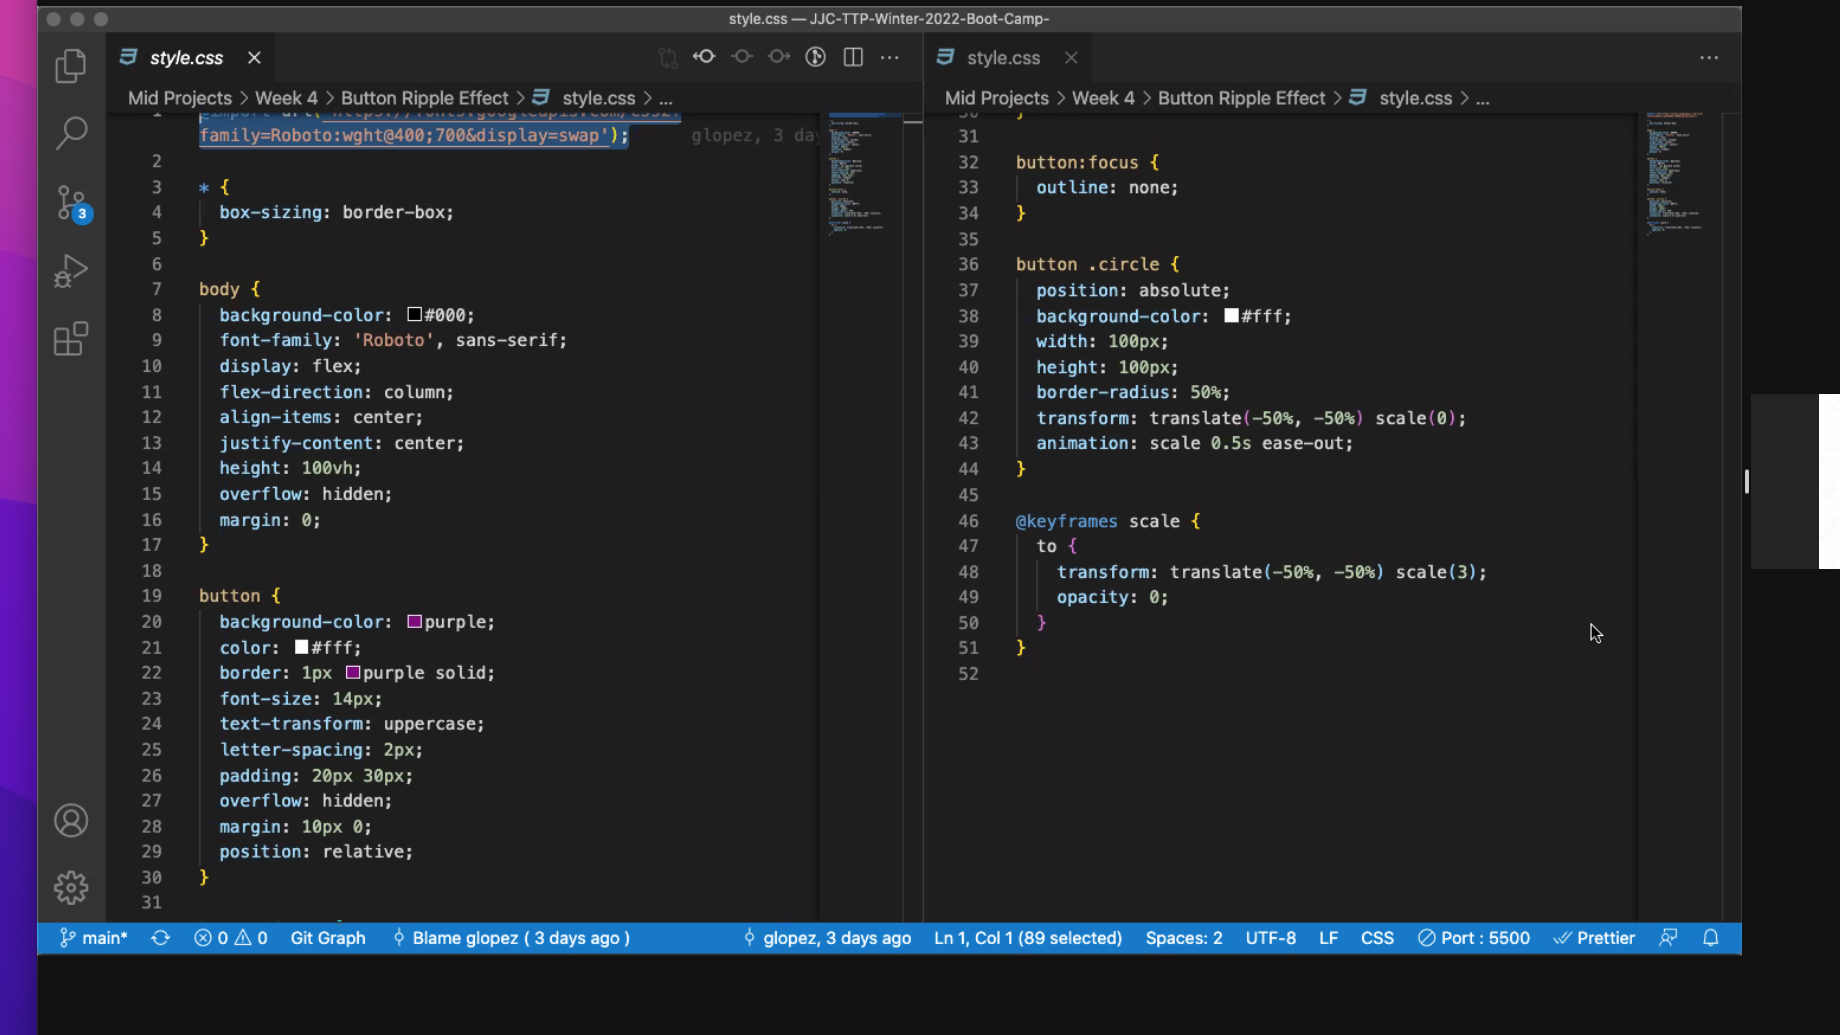 style.css — JJC-TTP-Winter-2022-Boot-Camp-
style.css
Mid Projects > Week 4 > Button Ripple Effect > style.css > ...
1
family=Roboto:wght@400;700&display=swap');
glopez, 3 day
2
3 * {
4 box-sizing: border-box;
5 }
6
7 body {
8 background-color: #000;
9 font-family: 'Roboto', sans-serif;
10 display: flex;
11 flex-direction: column;
12 align-items: center;
13 justify-content: center;
14 height: 100vh;
15 overflow: hidden;
16 margin: 0;
17 }
18
19 button {
20 background-color: purple;
21 color: #fff;
22 border: 1px purple solid;
23 font-size: 14px;
24 text-transform: uppercase;
25 letter-spacing: 2px;
26 padding: 20px 30px;
27 overflow: hidden;
28 margin: 10px 0;
29 position: relative;
30 }
31
style.css
Mid Projects > Week 4 > Button Ripple Effect > style.css > ...
30 }
31
32 button:focus {
33 outline: none;
34 }
35
36 button .circle {
37 position: absolute;
38 background-color: #fff;
39 width: 100px;
40 height: 100px;
41 border-radius: 50%;
42 transform: translate(-50%, -50%) scale(0);
43 animation: scale 0.5s ease-out;
44 }
45
46 @keyframes scale {
47 to {
48 transform: translate(-50%, -50%) scale(3);
49 opacity: 0;
50 }
51 }
52
3
main* 0 0 Git Graph Blame glopez ( 3 days ago ) glopez, 3 days ago Ln 1, Col 1 (89 selected) Spaces: 2 UTF-8 LF CSS Port : 5500 Prettier